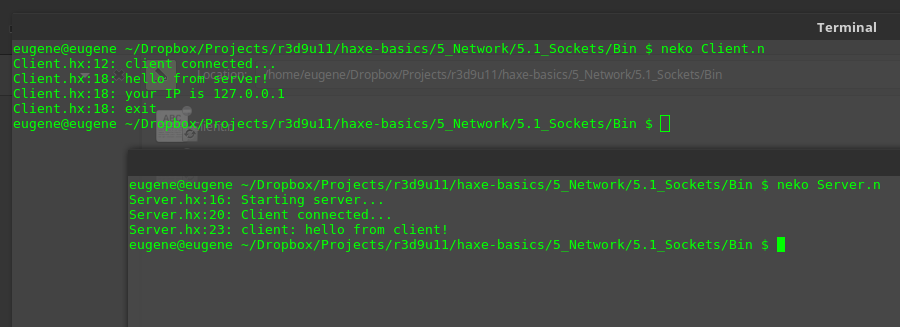 Terminal
eugene@eugene ~/Dropbox/Projects/r3d9u11/haxe-basics/5_Network/5.1_Sockets/Bin $ neko Client.n
Client.hx:12: client connected...
Client.hx:18: hello from server!
Location: /home/eugene/Dropbox/Projects/r3d9u11/haxe-basics/5_Network/5.1_Sockets/Bin
Client.hx:18: your IP is 127.0.0.1
Client.hx:18: exit
eugene@eugene ~/Dropbox/Projects/r3d9u11/haxe-basics/5_Network/5.1_Sockets/Bin $
eugene@eugene ~/Dropbox/Projects/r3d9u11/haxe-basics/5_Network/5.1_Sockets/Bin $ neko Server.n
Server.hx:16: Starting server...
Server.hx:20: Client connected...
Server.hx:23: client: hello from client!
eugene@eugene ~/Dropbox/Projects/r3d9u11/haxe-basics/5_Network/5.1_Sockets/Bin $